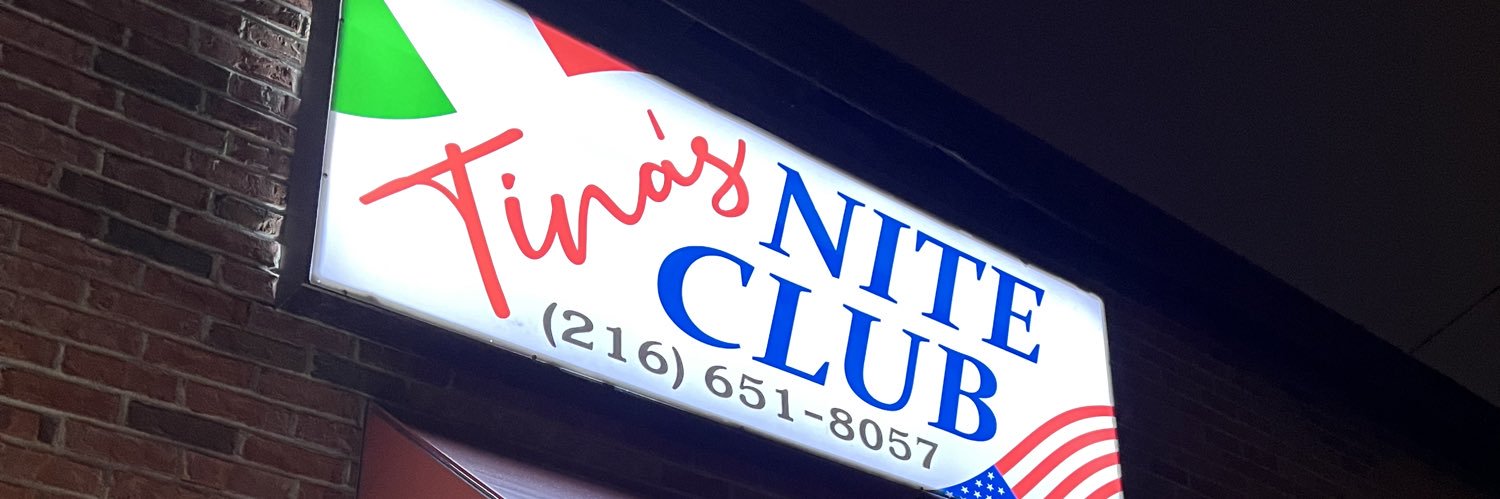 Tina's NITE
CLUB
(216) 651-8057